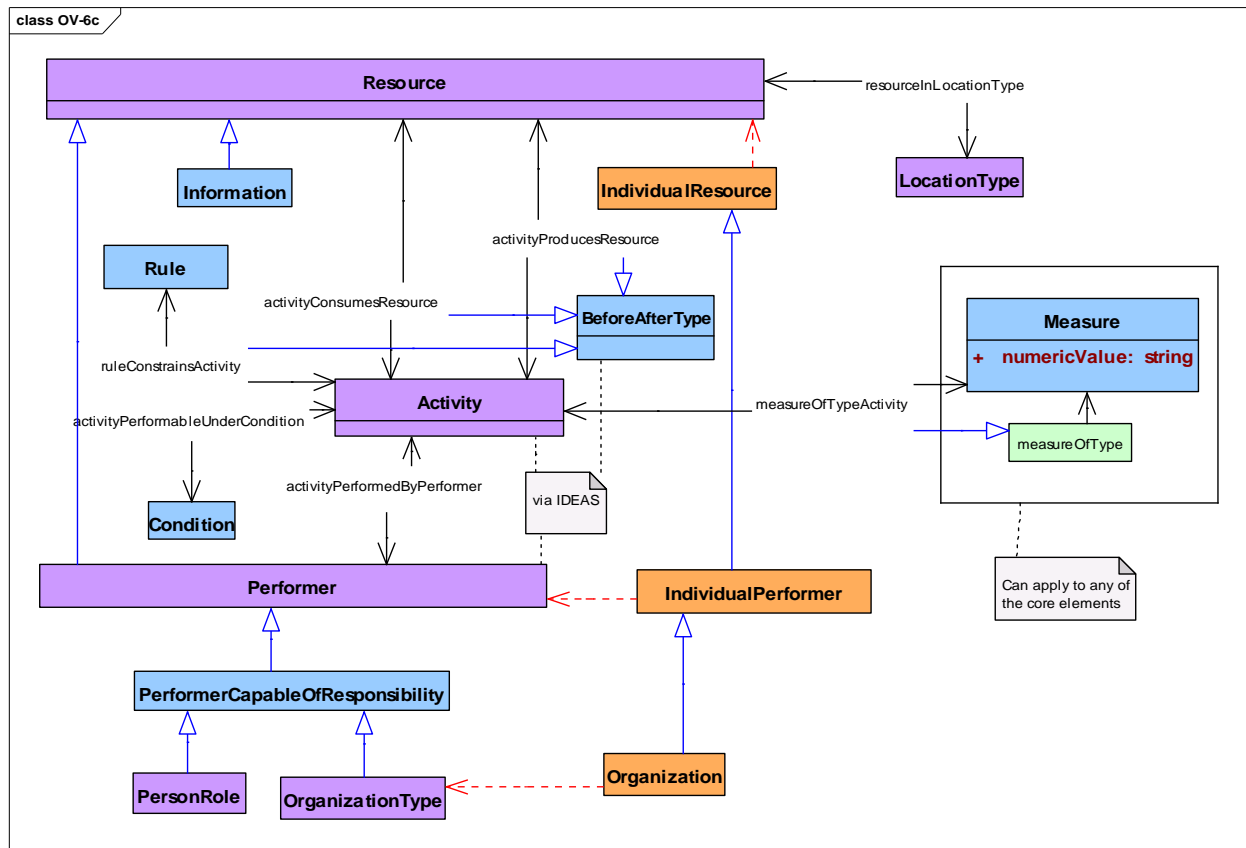 class OV-6c
Resource
resourceInLocationType
Information
IndividualResource
LocationType
activityProducesResource
Rule
activityConsumesResource
BeforeAfterType
Measure
+ numericValue: string
ruleConstrainsActivity
Activity
measureOfTypeActivity
activityPerformableUnderCondition
measureOfType
activityPerformedByPerformer
via IDEAS
Condition
Performer
IndividualPerformer
Can apply to any of
the core elements
PerformerCapableOfResponsibility
PersonRole
OrganizationType
Organization